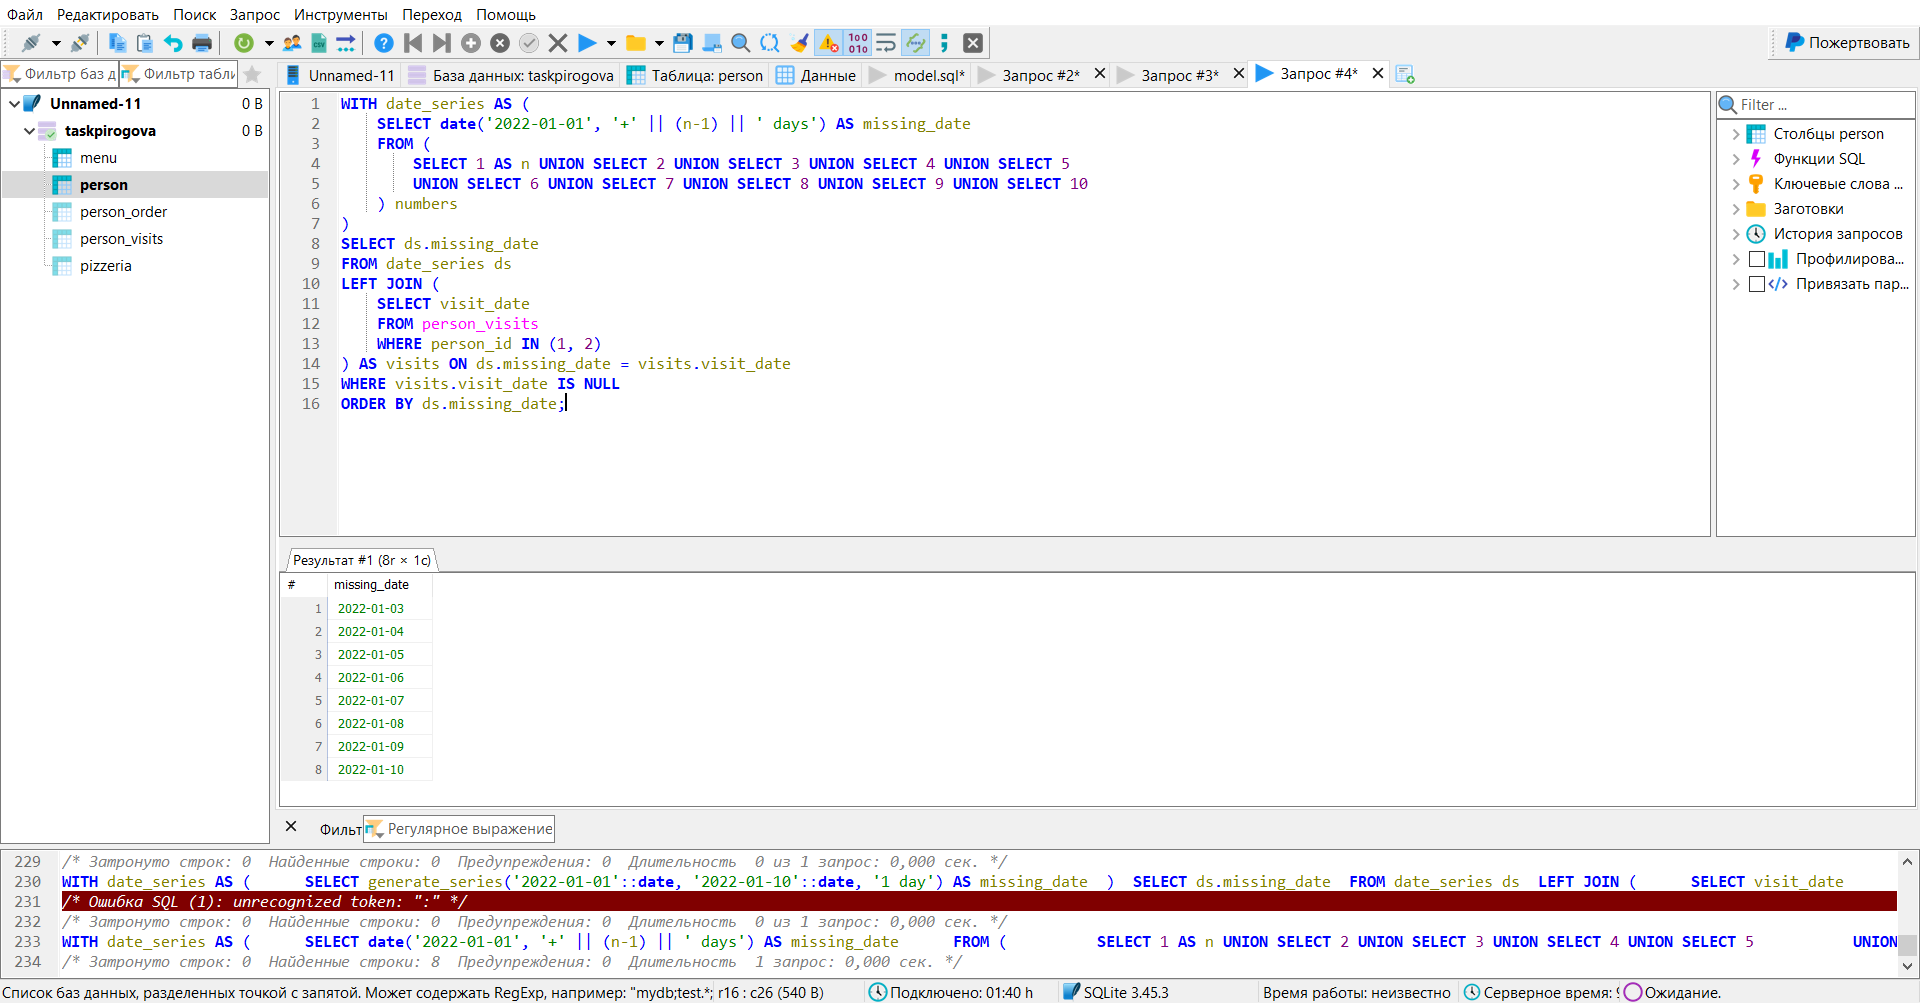 Файл Редактировать Поиск Запрос Инструменты Переход Помощь
Пожертвовать
Фильтр баз д Фильтр табли
Unnamed-11 База данных: taskpirogova Таблица: person Данные model.sql* Запрос #2* Запрос #3* Запрос #4*
Unnamed-11 0 B
taskpirogova 0 B
menu
person
person_order
person_visits
pizzeria
1 WITH date_series AS (
2 SELECT date('2022-01-01', '+' || (n-1) || ' days') AS missing_date
3 FROM (
4 SELECT 1 AS n UNION SELECT 2 UNION SELECT 3 UNION SELECT 4 UNION SELECT 5
5 UNION SELECT 6 UNION SELECT 7 UNION SELECT 8 UNION SELECT 9 UNION SELECT 10
6 ) numbers
7 )
8 SELECT ds.missing_date
9 FROM date_series ds
10 LEFT JOIN (
11 SELECT visit_date
12 FROM person_visits
13 WHERE person_id IN (1, 2)
14 ) AS visits ON ds.missing_date = visits.visit_date
15 WHERE visits.visit_date IS NULL
16 ORDER BY ds.missing_date;
Filter ...
Столбцы person
Функции SQL
Ключевые слова ...
Заготовки
История запросов
Профилирова...
Привязать пар...
Результат #1 (8r × 1c)
# missing_date
1 2022-01-03
2 2022-01-04
3 2022-01-05
4 2022-01-06
5 2022-01-07
6 2022-01-08
7 2022-01-09
8 2022-01-10
Фильт Регулярное выражение
229 /* Затронуто строк: 0 Найденные строки: 0 Предупреждения: 0 Длительность 0 из 1 запрос: 0,000 сек. */
230 WITH date_series AS ( SELECT generate_series('2022-01-01'::date, '2022-01-10'::date, '1 day') AS missing_date ) SELECT ds.missing_date FROM date_series ds LEFT JOIN ( SELECT visit_date
231 /* Ошибка SQL (1): unrecognized token: ":" */
232 /* Затронуто строк: 0 Найденные строки: 0 Предупреждения: 0 Длительность 0 из 1 запрос: 0,000 сек. */
233 WITH date_series AS ( SELECT date('2022-01-01', '+' || (n-1) || ' days') AS missing_date FROM ( SELECT 1 AS n UNION SELECT 2 UNION SELECT 3 UNION SELECT 4 UNION SELECT 5 UNION
234 /* Затронуто строк: 0 Найденные строки: 8 Предупреждения: 0 Длительность 1 запрос: 0,000 сек. */
Список баз данных, разделенных точкой с запятой. Может содержать RegExp, например: "mydb;test.*; r16 : c26 (540 B) Подключено: 01:40 h SQLite 3.45.3 Время работы: неизвестно Серверное время: Ожидание.